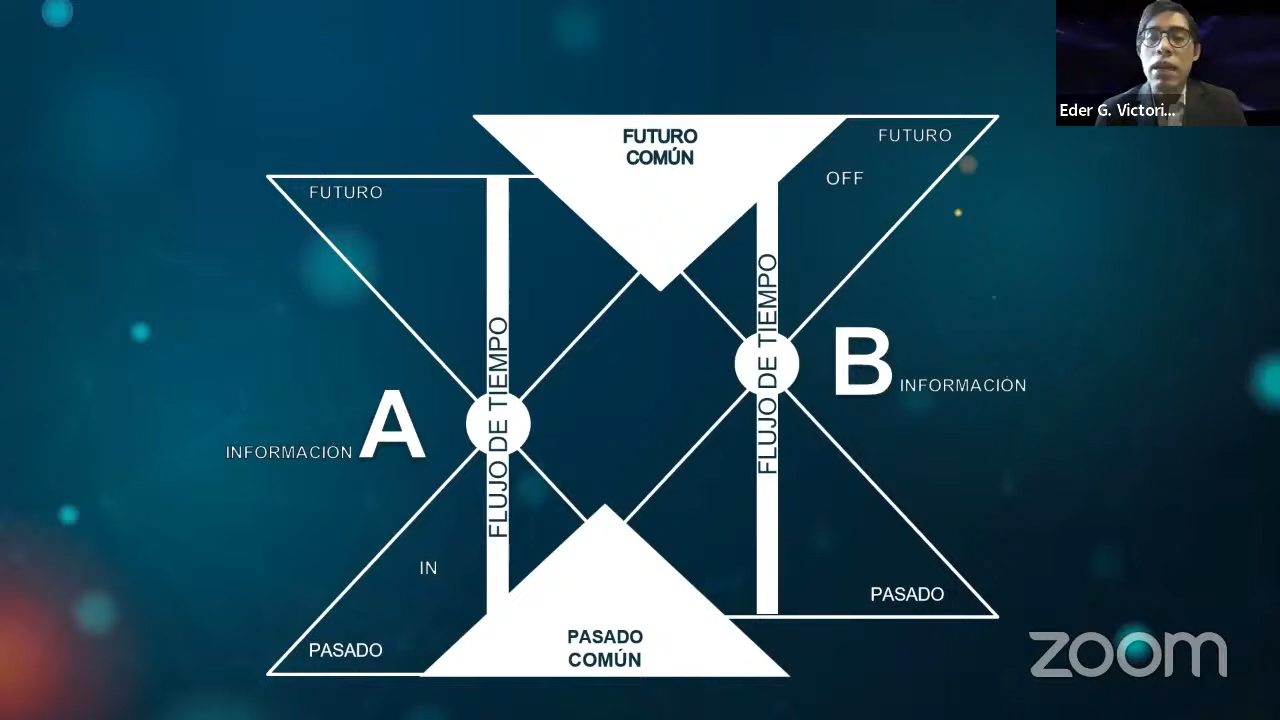 Eder G. Victori...
FUTURO
COMÚN
FUTURO
OFF
FUTURO
FLUJO DE TIEMPO
FLUJO DE TIEMPO
B
INFORMACIÓN
A
INFORMACIÓN
IN
PASADO
PASADO
PASADO
COMÚN
zoom